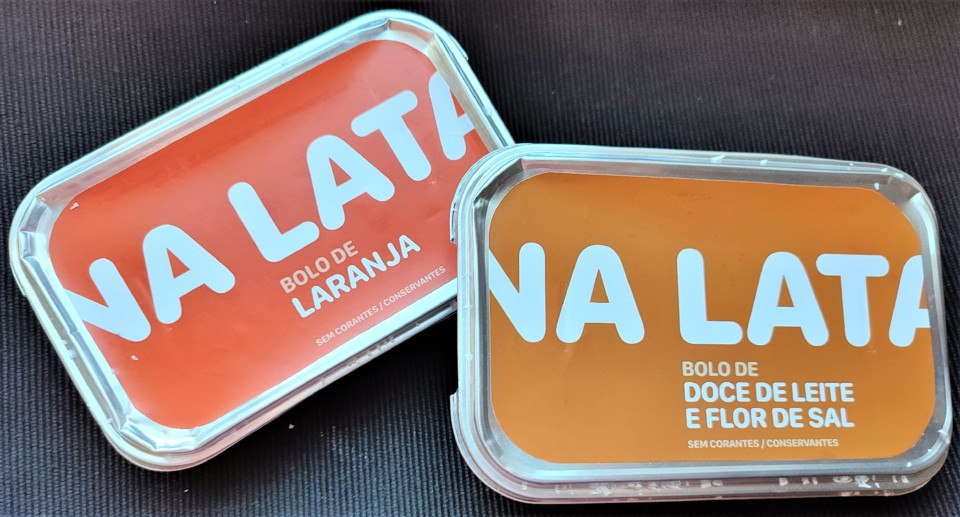 NA LATA
BOLO DE
LARANJA
SEM CORANTES / CONSERVANTES
NA LATA
BOLO DE
DOCE DE LEITE
E FLOR DE SAL
SEM CORANTES / CONSERVANTES